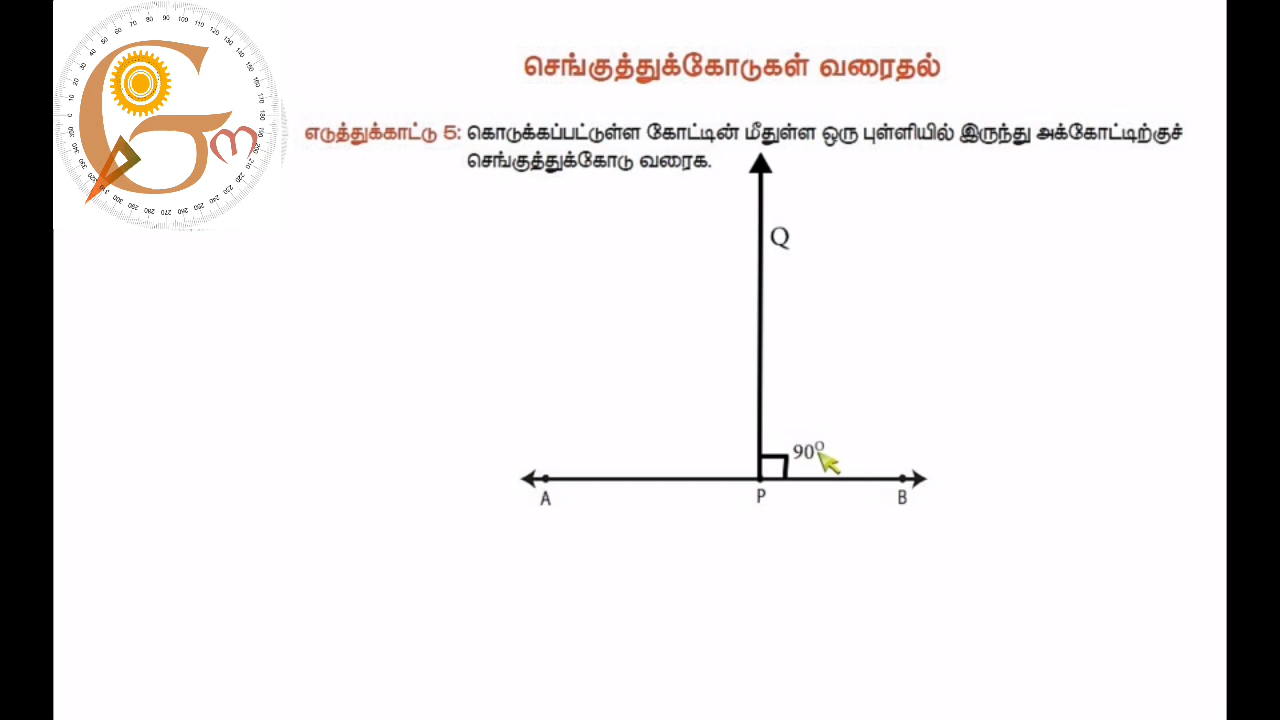 செங்குத்துக்கோடுகள் வரைதல்
எடுத்துக்காட்டு 5: கொடுக்கப்பட்டுள்ள கோட்டின் மீதுள்ள ஒரு புள்ளியில் இருந்து அக்கோட்டிற்குச்
செங்குத்துக்கோடு வரைக.
Q
90°
A P B